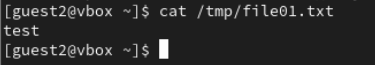 [guest2@vbox ~]$ cat /tmp/file01.txt
test
[guest2@vbox ~]$